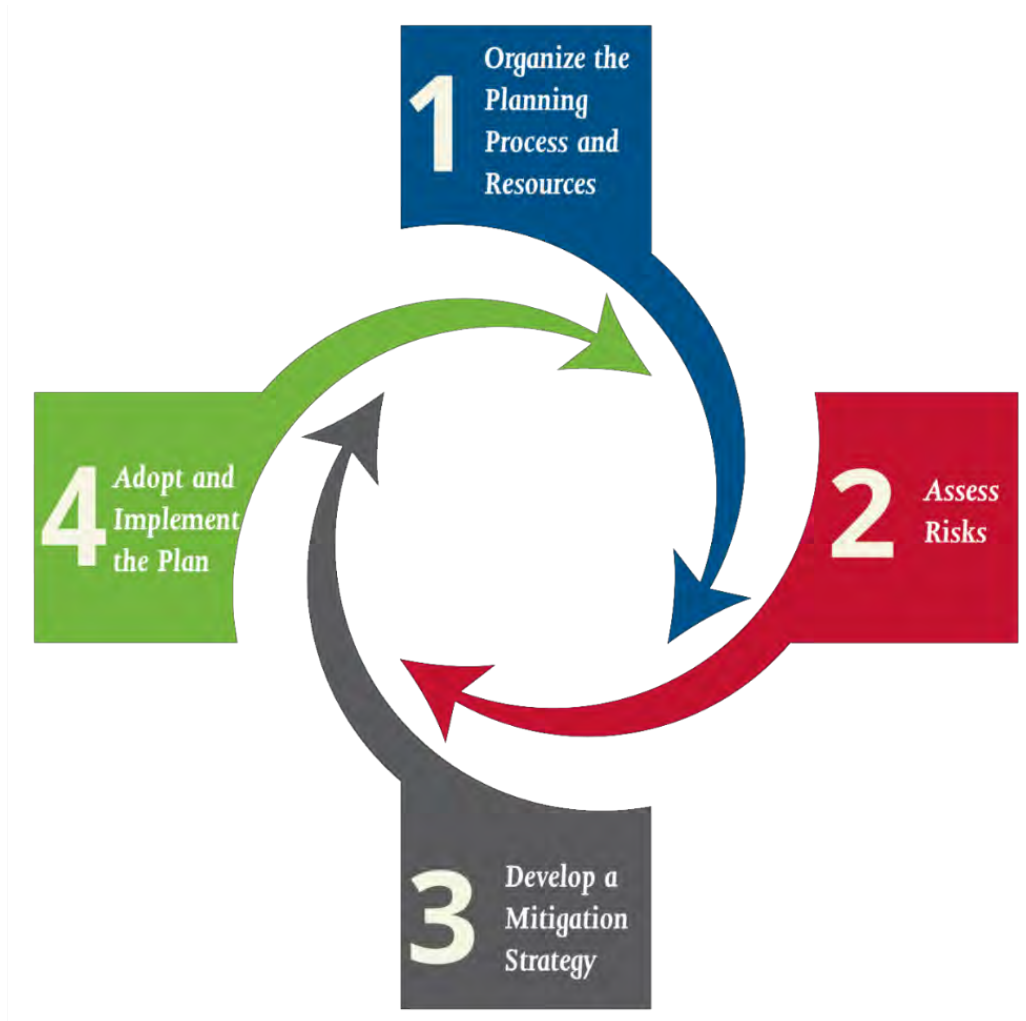 1
Organize the
Planning
Process and
Resources
2
Assess
Risks
3
Develop a
Mitigation
Strategy
4
Adopt and
Implement
the Plan